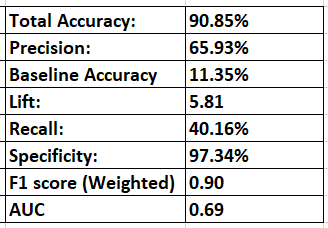 Total Accuracy: 90.85%
Precision: 65.93%
Baseline Accuracy 11.35%
Lift: 5.81
Recall: 40.16%
Specificity: 97.34%
F1 score (Weighted) 0.90
AUC 0.69